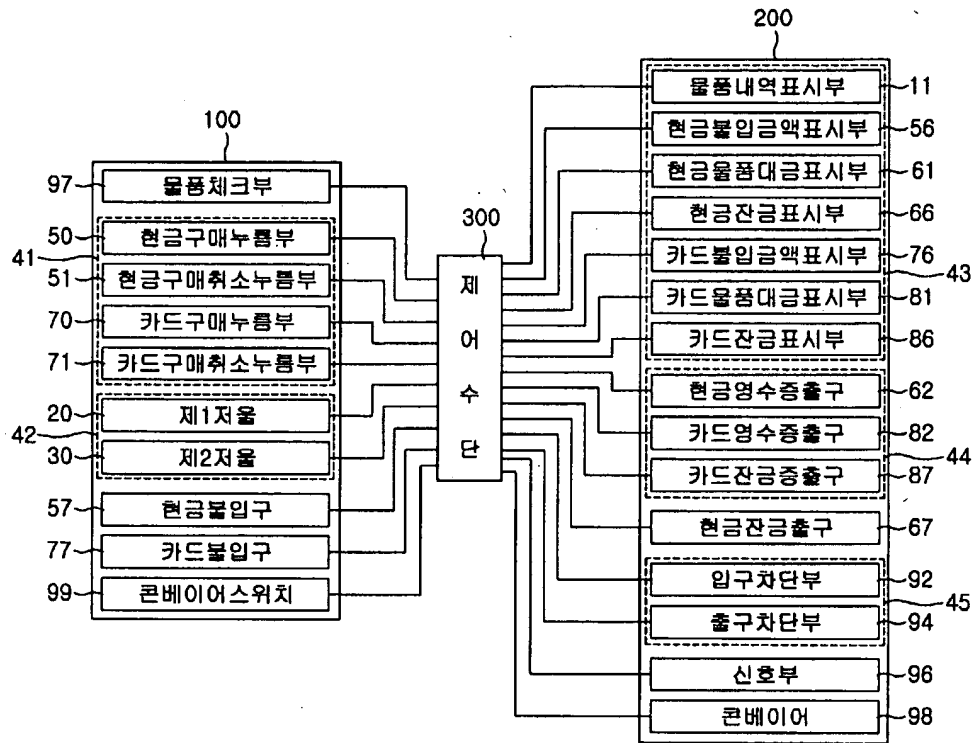 200
물품내역표시부 11
현금불입금액표시부 56
현금물품대금표시부 61
현금잔금표시부 66
카드불입금액표시부 76
43
카드물품대금표시부 81
카드잔금표시부 86
현금영수증출구 62
카드영수증출구 82
44
카드잔금증출구 87
현금잔금출구 67
입구차단부 92
45
출구차단부 94
신호부 96
콘베이어 98
100
97 물품체크부
50 현금구매누름부
41
51 현금구매취소누름부
70 카드구매누름부
71 카드구매취소누름부
20 제1저울
42
30 제2저울
57 현금불입구
77 카드불입구
99 콘베이어스위치
300
제
어
수
단